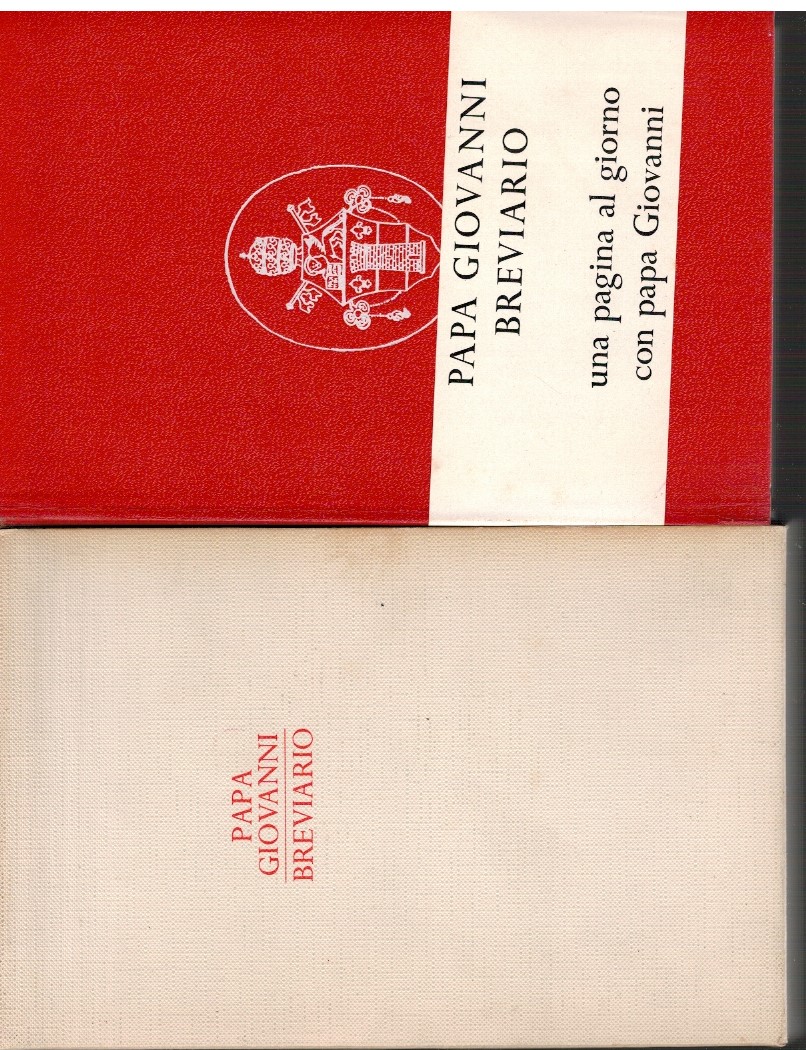 PAPA GIOVANNI
BREVIARIO
una pagina al giorno
con papa Giovanni
PAPA
GIOVANNI
BREVIARIO